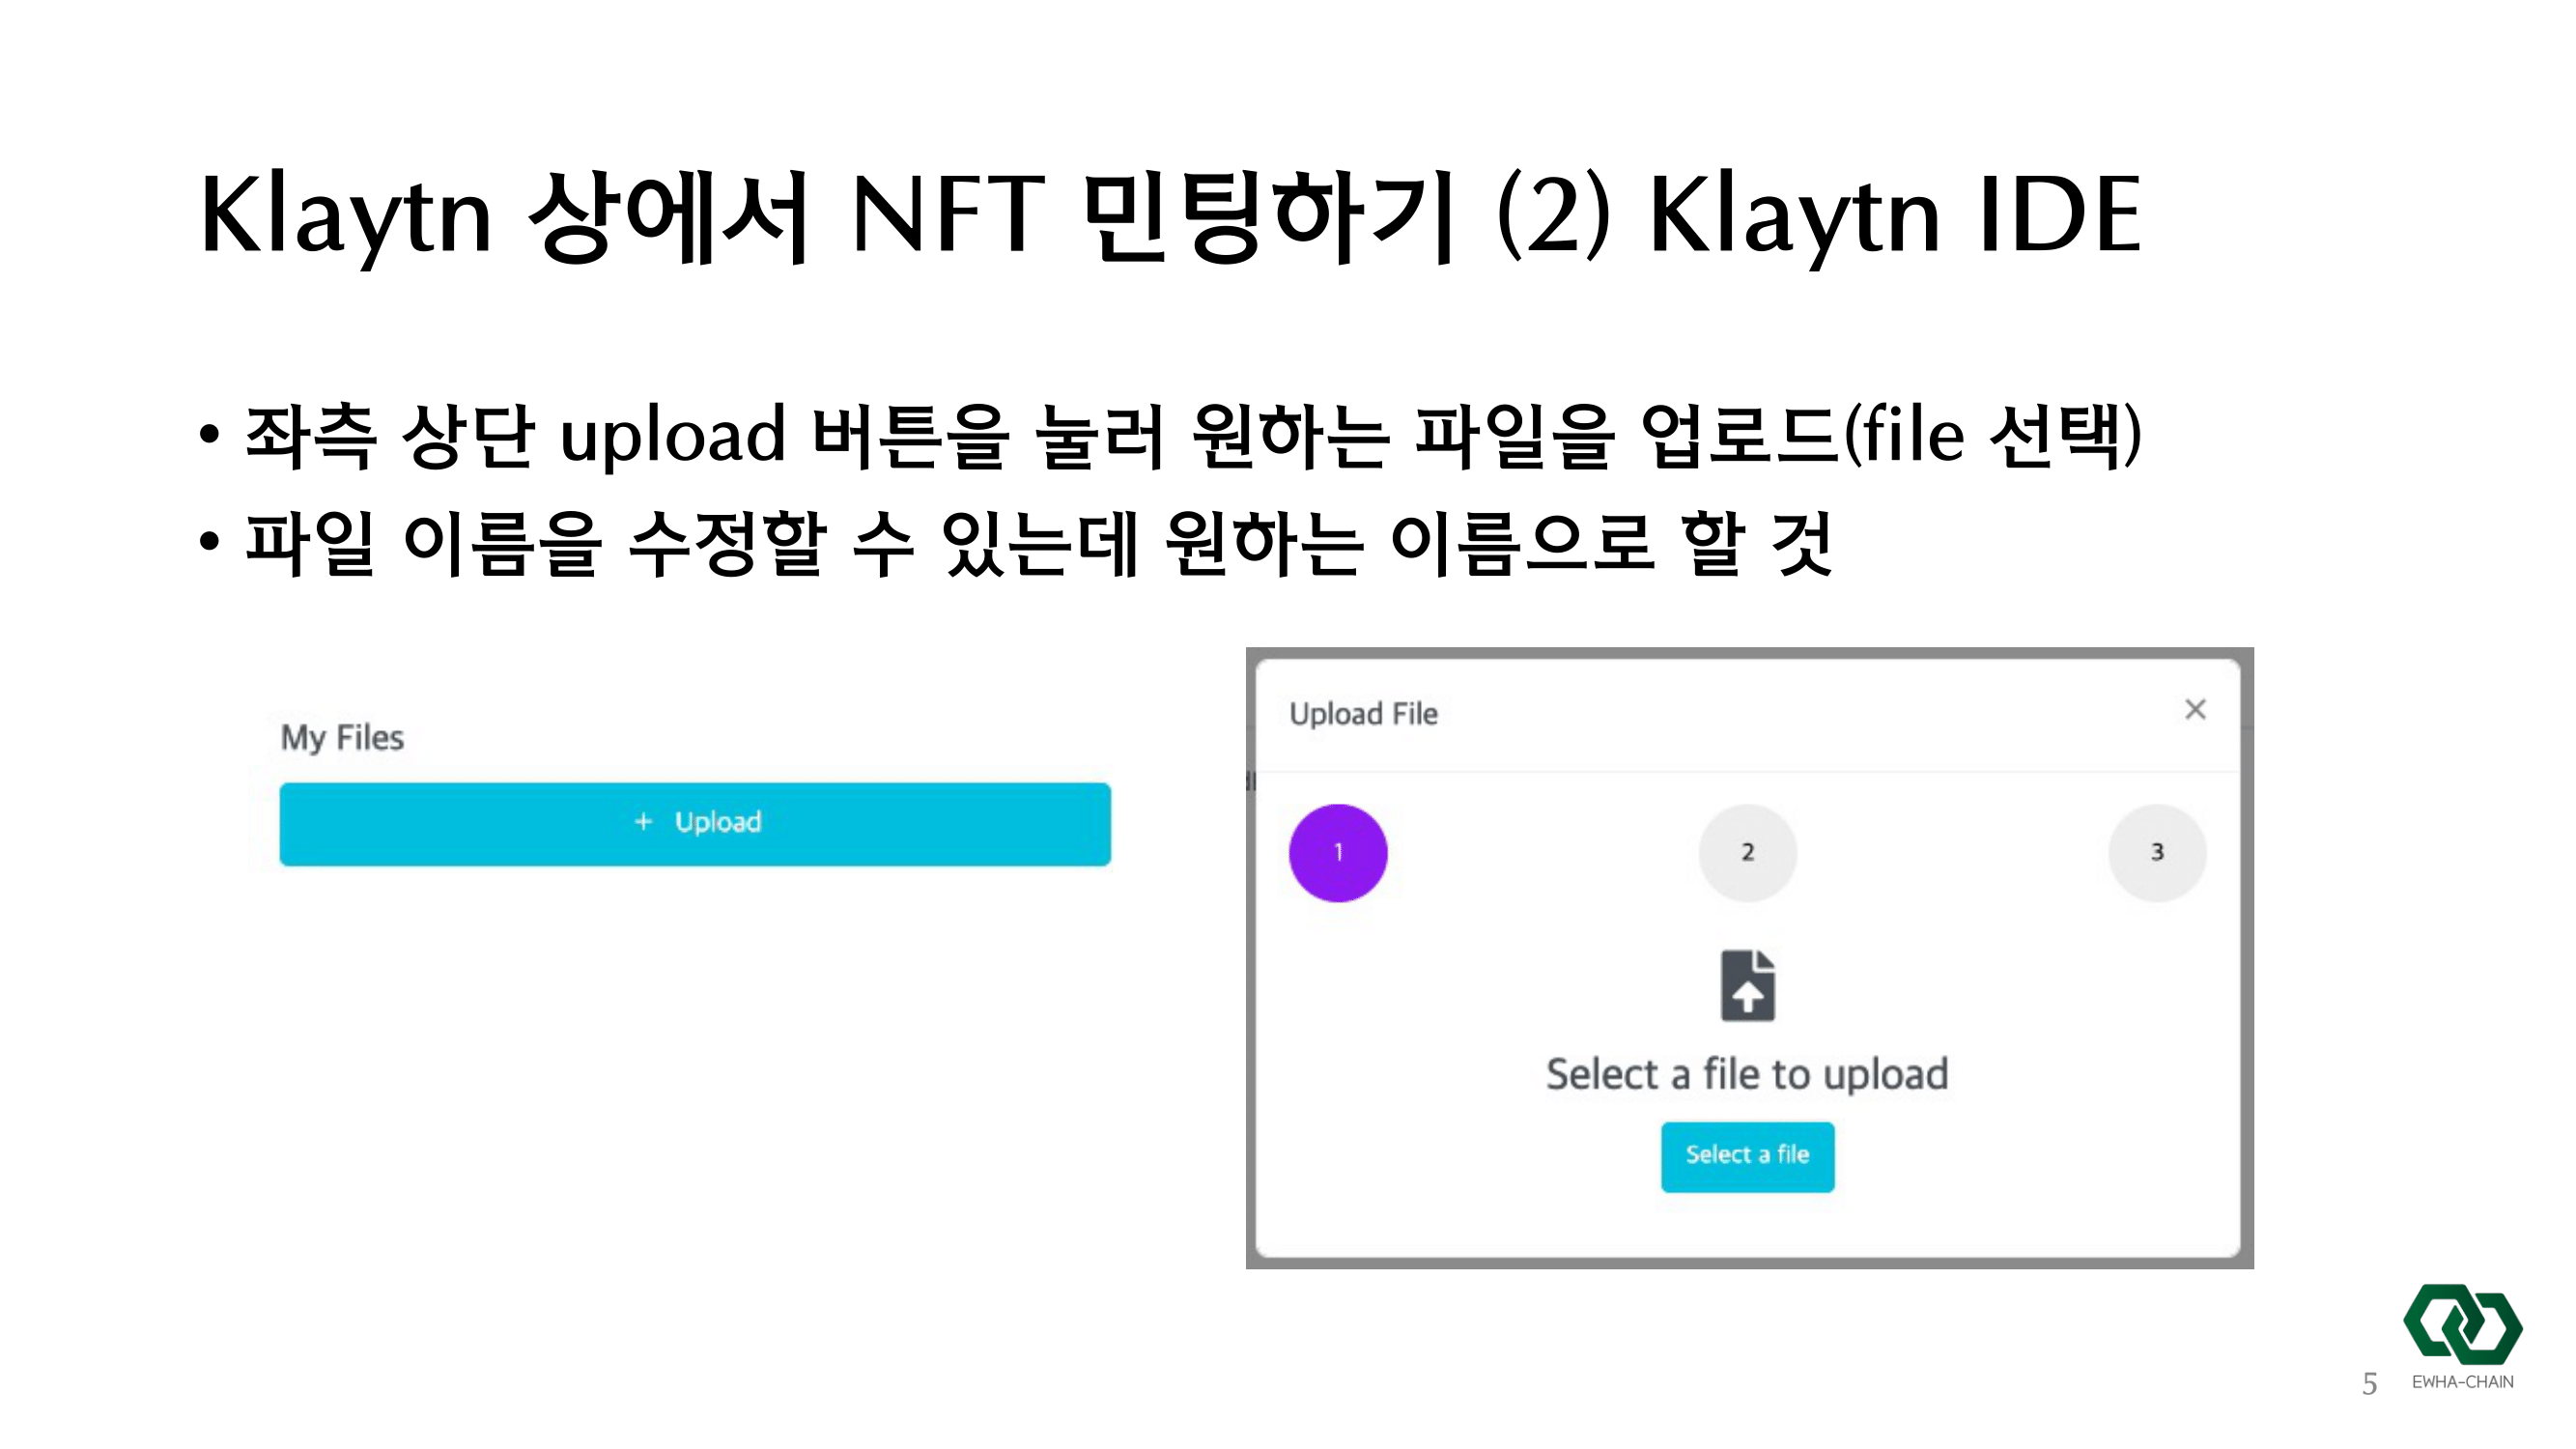 Klaytn 상에서 NFT 민팅하기 (2) Klaytn IDE
• 좌측 상단 upload 버튼을 눌러 원하는 파일을 업로드(file 선택)
• 파일 이름을 수정할 수 있는데 원하는 이름으로 할 것
My Files
+ Upload
Upload File
×
1 2 3
Select a file to upload
Select a file
5
EWHA-CHAIN